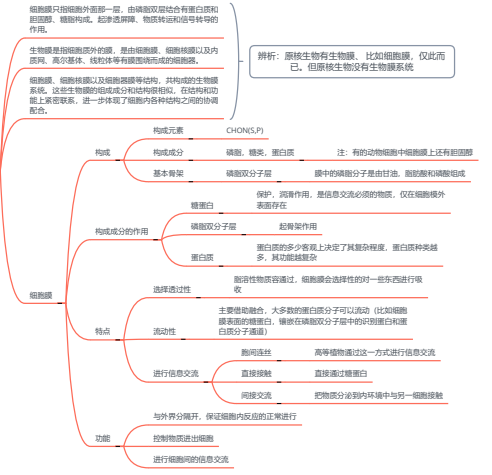 细胞膜只指细胞外面那一层，由磷脂双层结合有蛋白质和
胆固醇、糖脂构成。起渗透屏障、物质转运和信号转导的
作用。
生物膜是指细胞质外的膜，是由细胞膜、细胞核膜以及内
质网、高尔基体、线粒体等有膜围绕而成的细胞器。
细胞膜、细胞核膜以及细胞器膜等结构，共构成的生物膜
系统。这些生物膜的组成成分和结构很相似，在结构和功
能上紧密联系，进一步体现了细胞内各种结构之间的协调
配合。
辨析：原核生物有生物膜、 比如细胞膜，仅此而
已。但原核生物没有生物膜系统
细胞膜
构成
构成元素
CHON(S,P)
构成成分
磷脂，糖类，蛋白质
注：有的动物细胞中细胞膜上还有胆固醇
基本骨架
磷脂双分子层
膜中的磷脂分子是由甘油，脂肪酸和磷酸组成
构成成分的作用
糖蛋白
保护，润滑作用，是信息交流必须的物质，仅在细胞模外
表面存在
磷脂双分子层
起骨架作用
蛋白质
蛋白质的多少客观上决定了其复杂程度，蛋白质种类越
多，其功能越复杂
特点
选择透过性
脂溶性物质容通过，细胞膜会选择性的对一些东西进行吸
收
流动性
主要借助融合，大多数的蛋白质分子可以流动（比如细胞
膜表面的糖蛋白，镶嵌在磷脂双分子层中的识别蛋白和蛋
白质分子通道）
进行信息交流
胞间连丝
高等植物通过这一方式进行信息交流
直接接触
直接通过糖蛋白
间接交流
把物质分泌到内环境中与另一细胞接触
功能
与外界分隔开，保证细胞内反应的正常进行
控制物质进出细胞
进行细胞间的信息交流